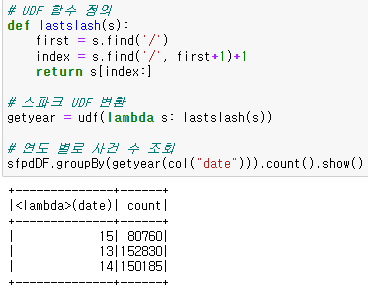 # UDF 함수 정의
def lastslash(s):
    first = s.find('/')
    index = s.find('/', first+1)+1
    return s[index:]
# 스파크 UDF 변환
getyear = udf(lambda s: lastslash(s))
# 연도 별로 사건 수 조회
sfpdDF.groupBy(getyear(col("date"))).count().show()
+--------------+------+
|<lambda>(date)| count|
+--------------+------+
|            15| 80760|
|            13|152830|
|            14|150185|
+--------------+------+